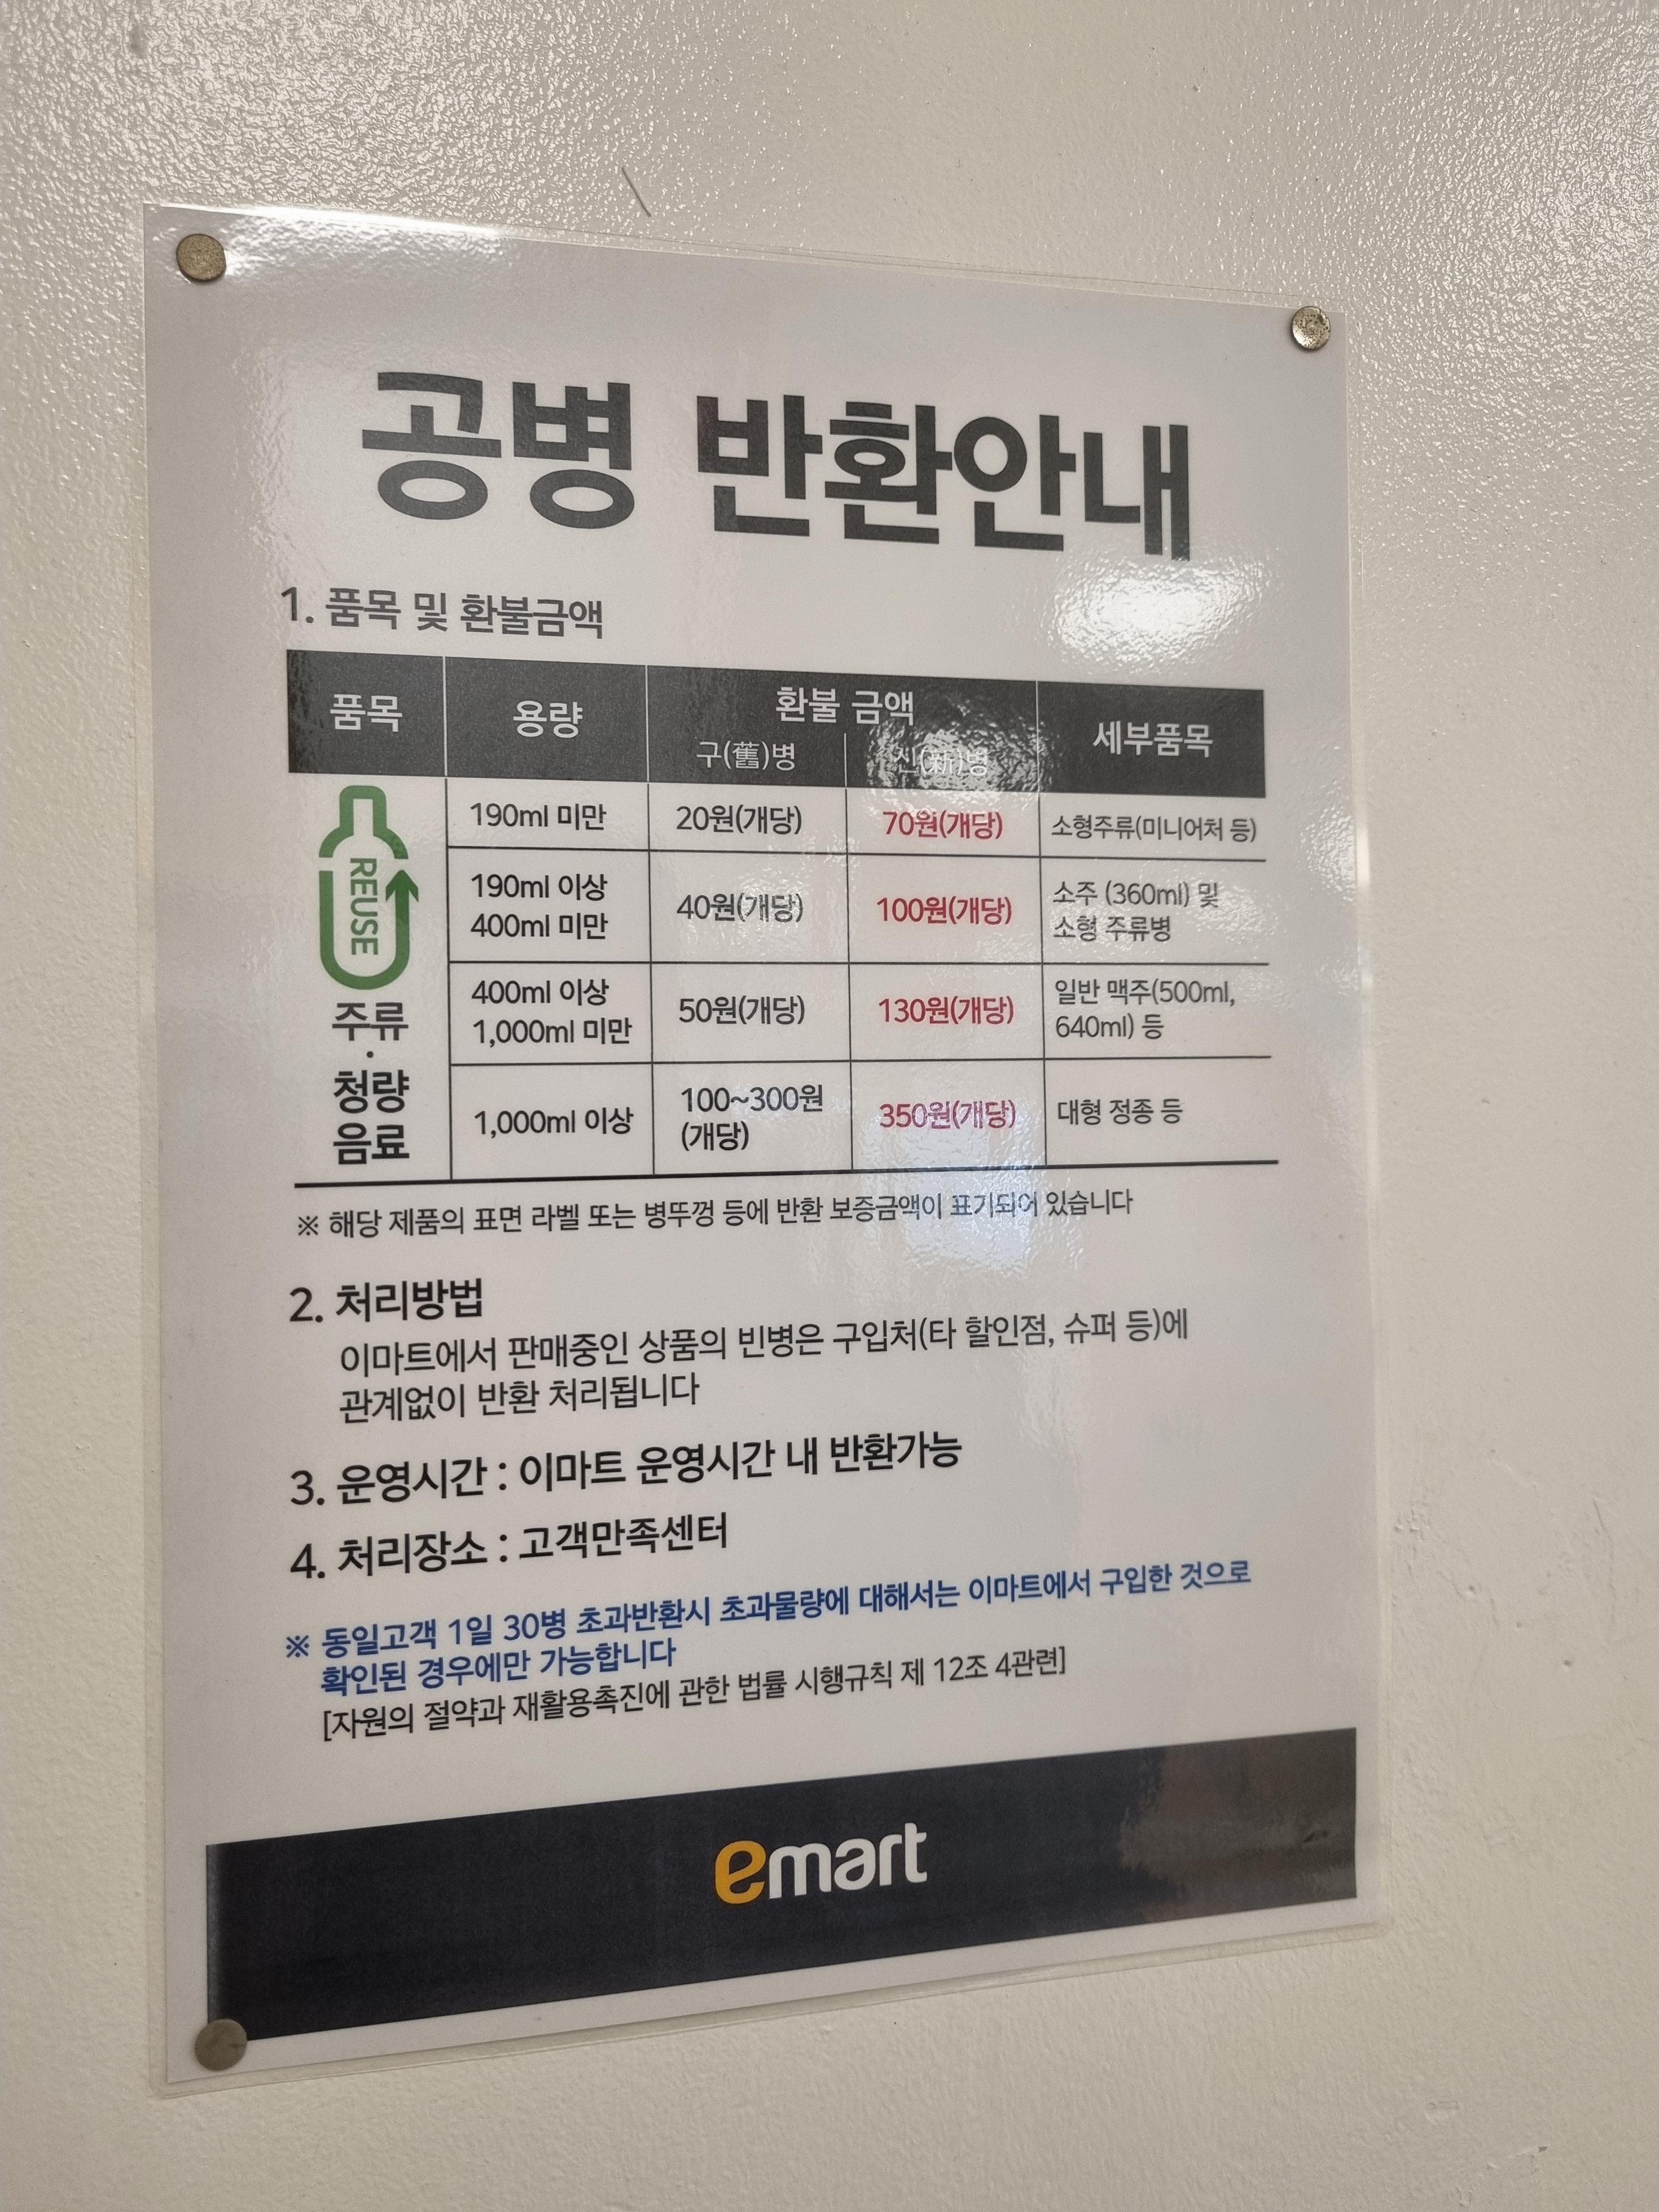 공병 반환안내
1. 품목 및 환불금액
품목 용량 환불 금액 세부품목
구(舊)병 신(新)병
REUSE
주류
·
청량
음료
190ml 미만 20원(개당) 70원(개당) 소형주류(미니어처 등)
190ml 이상
400ml 미만
40원(개당) 100원(개당)
소주 (360ml) 및
소형 주류병
400ml 이상
1,000ml 미만
50원(개당) 130원(개당)
일반 맥주(500ml,
640ml) 등
1,000ml 이상
100~300원
(개당)
350원(개당) 대형 정종 등
※ 해당 제품의 표면 라벨 또는 병뚜껑 등에 반환 보증금액이 표기되어 있습니다
2. 처리방법
이마트에서 판매중인 상품의 빈병은 구입처(타 할인점, 슈퍼 등)에
관계없이 반환 처리됩니다
3. 운영시간 : 이마트 운영시간 내 반환가능
4. 처리장소 : 고객만족센터
※ 동일고객 1일 30병 초과반환시 초과물량에 대해서는 이마트에서 구입한 것으로
확인된 경우에만 가능합니다
[자원의 절약과 재활용촉진에 관한 법률 시행규칙 제 12조 4관련]
emart